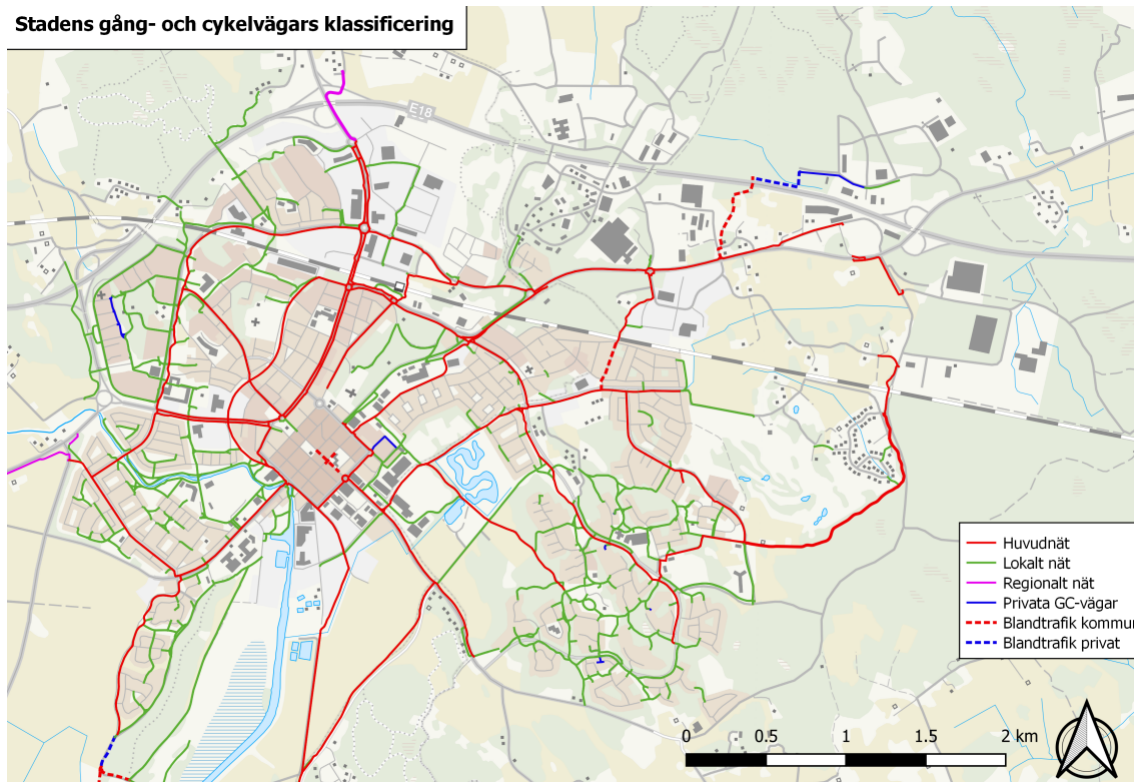 Stadens gång- och cykelvägars klassificering
E18
Huvudnät
Lokalt nät
Regionalt nät
Privata GC-vägar
Blandtrafik kommun
Blandtrafik privat
0 0.5 1 1.5 2 km